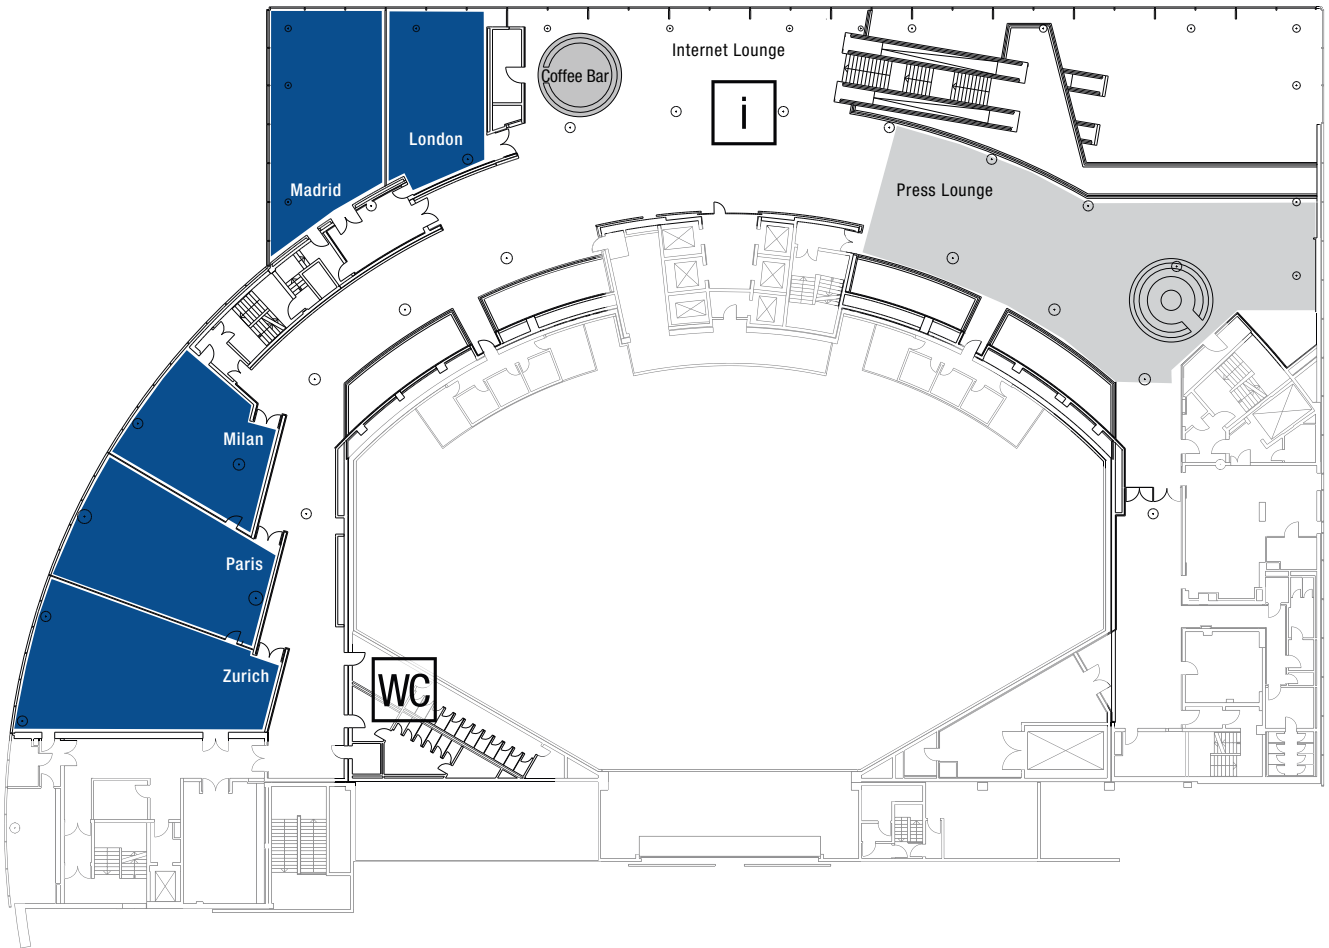 Internet Lounge
Coffee Bar
i
London
Madrid
Press Lounge
Milan
Paris
Zurich
WC